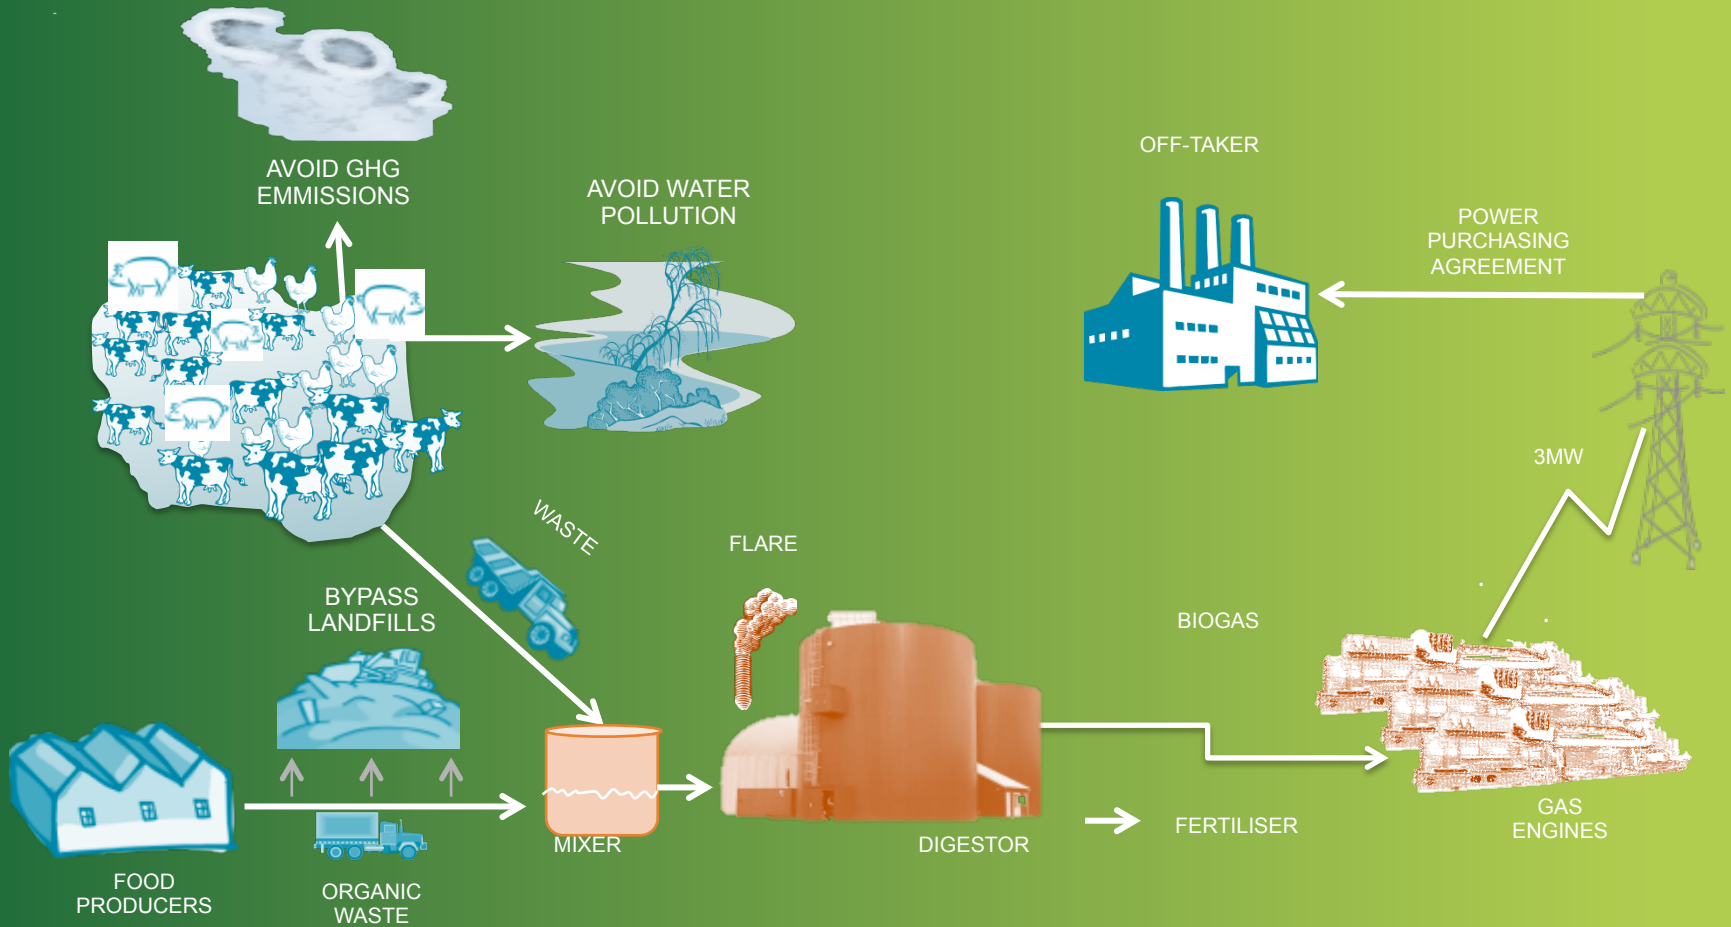 AVOID GHG
EMMISSIONS
AVOID WATER
POLLUTION
OFF-TAKER
POWER
PURCHASING
AGREEMENT
3MW
WASTE
FLARE
BYPASS
LANDFILLS
BIOGAS
MIXER
DIGESTOR
FERTILISER
GAS
ENGINES
FOOD
PRODUCERS
ORGANIC
WASTE